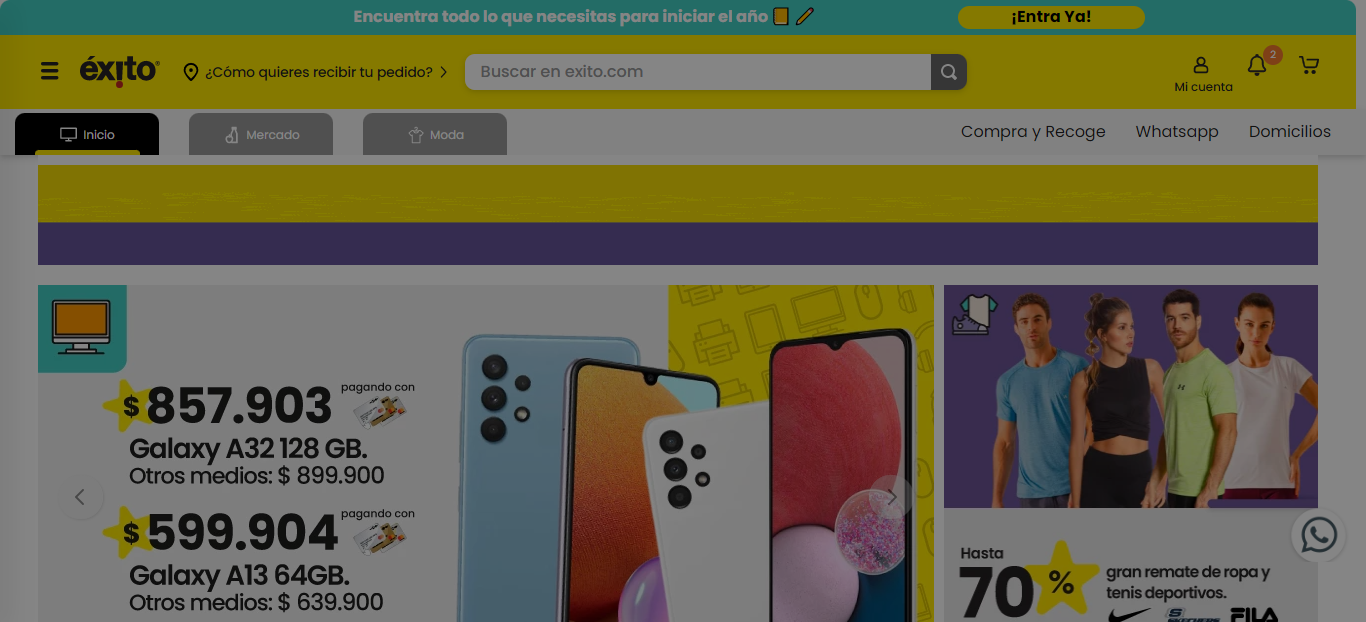 Encuentra todo lo que necesitas para iniciar el año
¡Entra Ya!
éxito
¿Cómo quieres recibir tu pedido?
Buscar en exito.com
2
Mi cuenta
Inicio
Mercado
Moda
Compra y Recoge
Whatsapp
Domicilios
$857.903
pagando con
Galaxy A32 128 GB.
Otros medios: $ 899.900
$599.904
pagando con
Galaxy A13 64GB.
Otros medios: $ 639.900
Hasta
70%
gran remate de ropa y
tenis deportivos.
SKECHERS
FILA